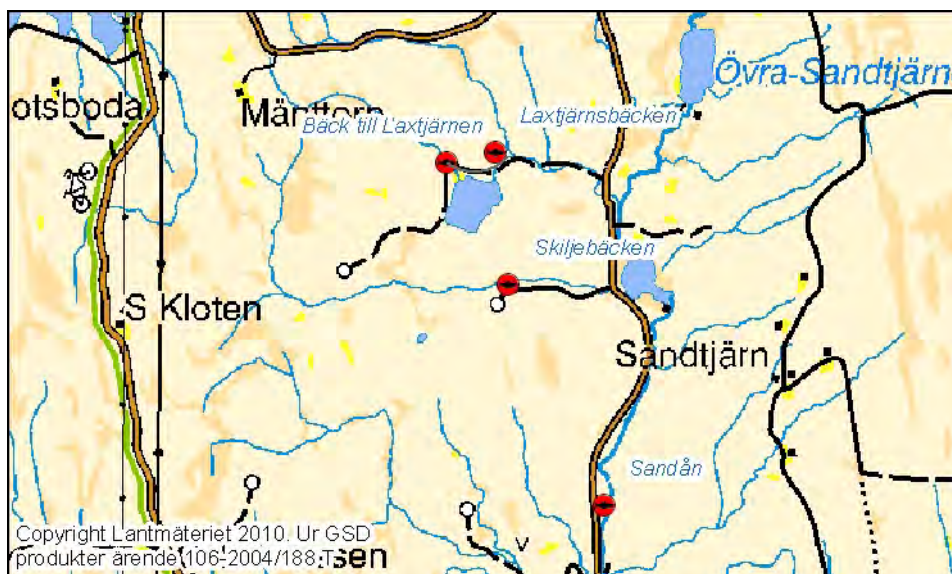 Övra-Sandtjärn
otsboda
Bäck till Laxtjärnen
Laxtjärnsbäcken
Skiljebäcken
S Kloten
Sandtjärn
Sandån
Copyright Lantmäteriet 2010. Ur GSD
produkter ärende 106-2004/188 T
sen